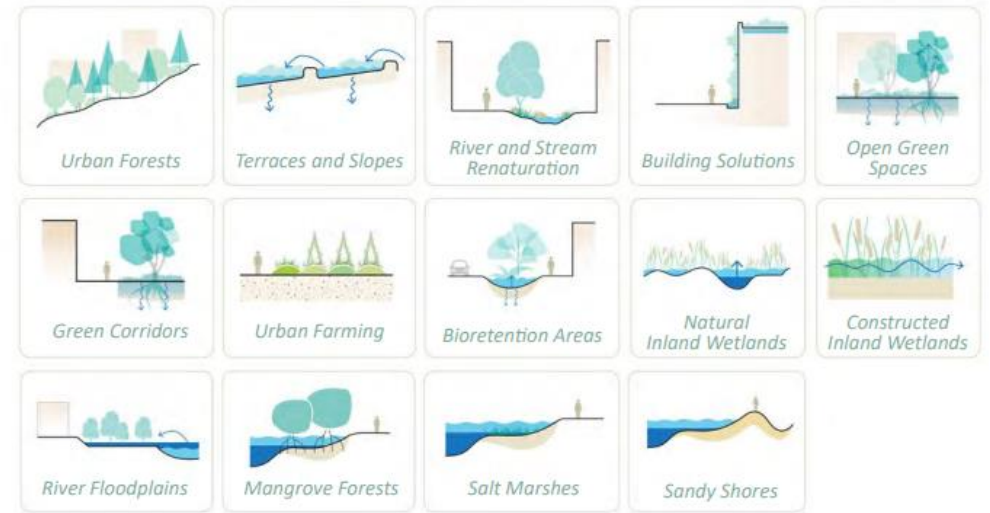 Urban Forests
Terraces and Slopes
River and Stream
Renaturation
Building Solutions
Open Green
Spaces
Green Corridors
Urban Farming
Bioretention Areas
Natural
Inland Wetlands
Constructed
Inland Wetlands
River Floodplains
Mangrove Forests
Salt Marshes
Sandy Shores